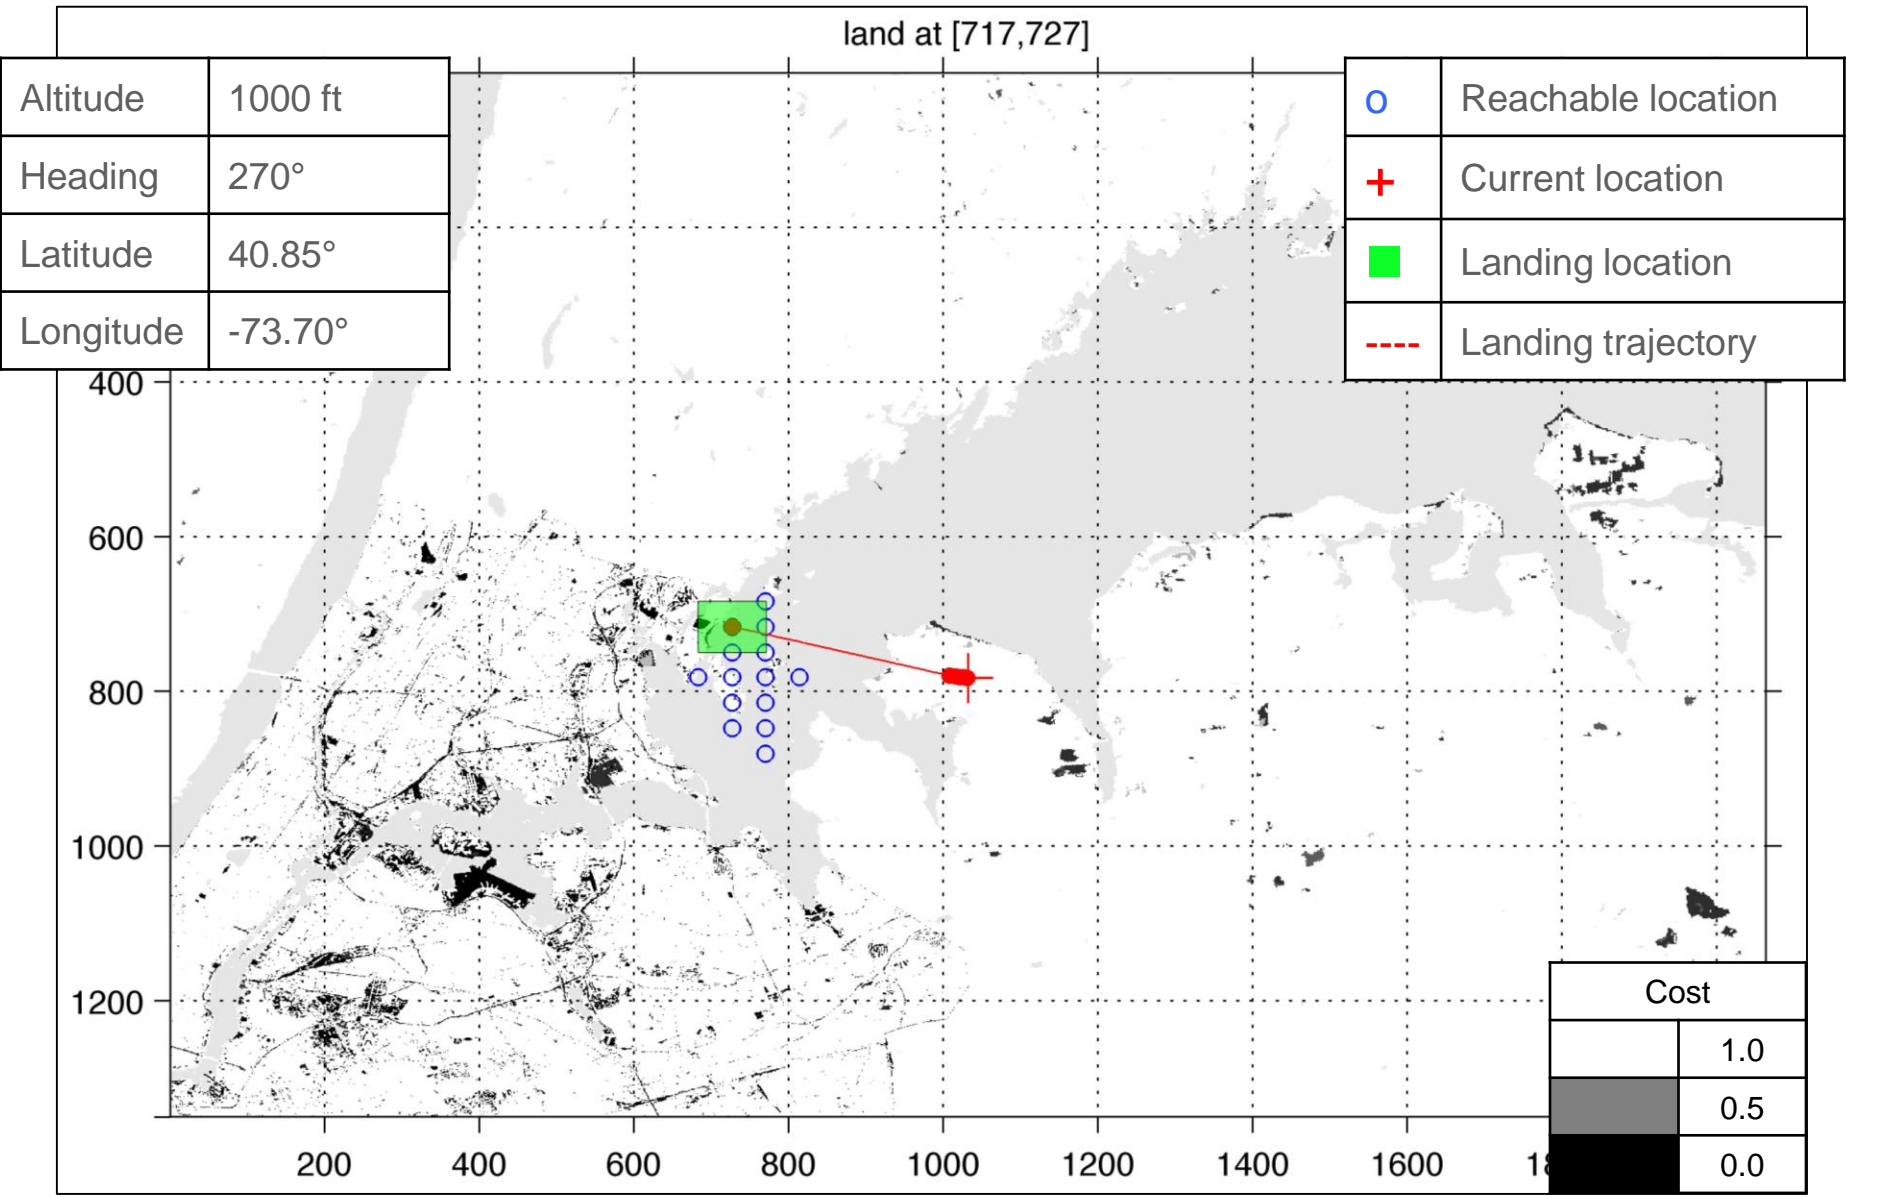 land at [717,727]
Altitude 1000 ft
Heading 270°
Latitude 40.85°
Longitude -73.70°
o Reachable location
+ Current location
Landing location
---- Landing trajectory
400
600
800
1000
1200
200 400 600 800 1000 1200 1400 1600 18
Cost
1.0
0.5
0.0